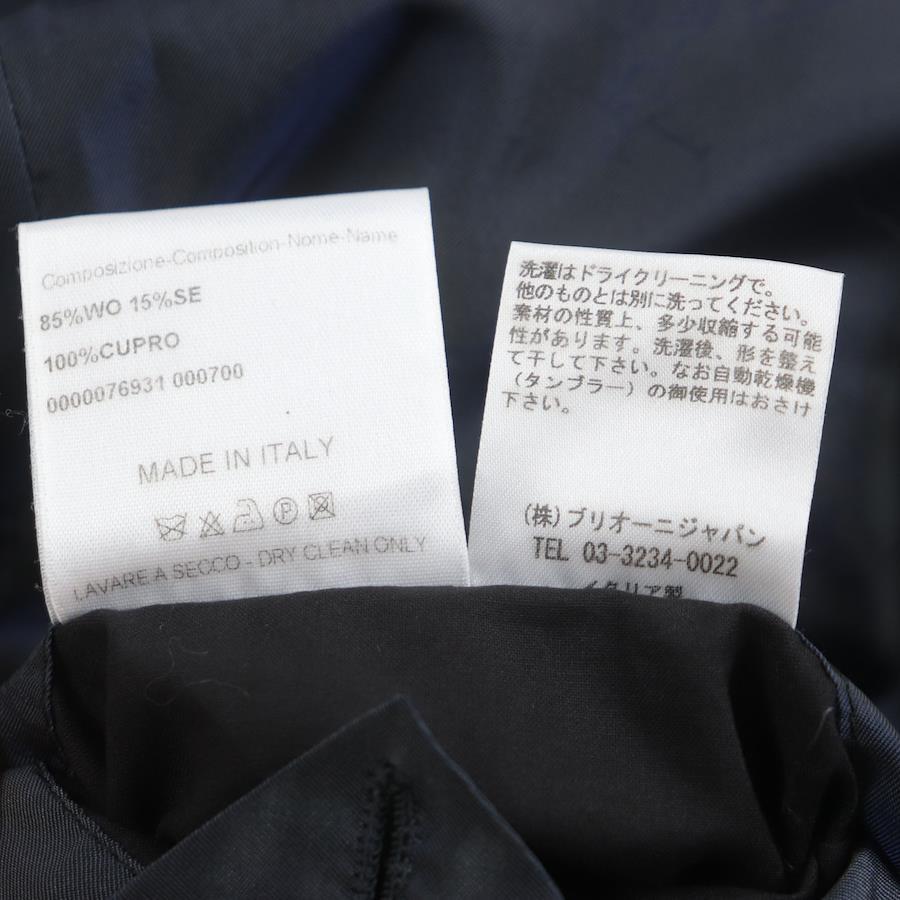 Composizione-Composition-Nome-Name
85%WO 15%SE
100%CUPRO
0000076931 000700
MADE IN ITALY
LAVARE A SECCO - DRY CLEAN ONLY
洗濯はドライクリーニングで。
他のものとは別に洗ってください。
素材の性質上、多少収縮する可能
性があります。洗濯後、形を整え
て干して下さい。なお自動乾燥機
（タンブラー）の御使用はおさけ
下さい。
(株)ブリオーニジャパン
TEL 03-3234-0022
イタリア製